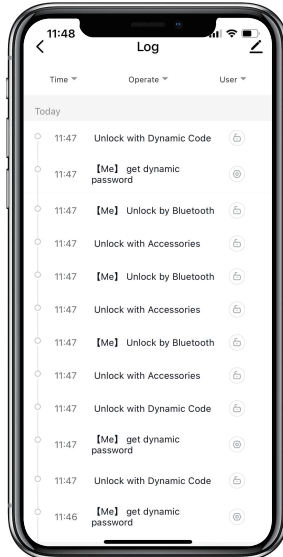 11:48
Log
Time Operate User
Today
11:47 Unlock with Dynamic Code
11:47 【Me】 get dynamic
password
11:47 【Me】 Unlock by Bluetooth
11:47 Unlock with Accessories
11:47 【Me】 Unlock by Bluetooth
11:47 Unlock with Accessories
11:47 【Me】 Unlock by Bluetooth
11:47 Unlock with Accessories
11:47 Unlock with Dynamic Code
11:47 【Me】 get dynamic
password
11:47 Unlock with Dynamic Code
11:46 【Me】 get dynamic
password